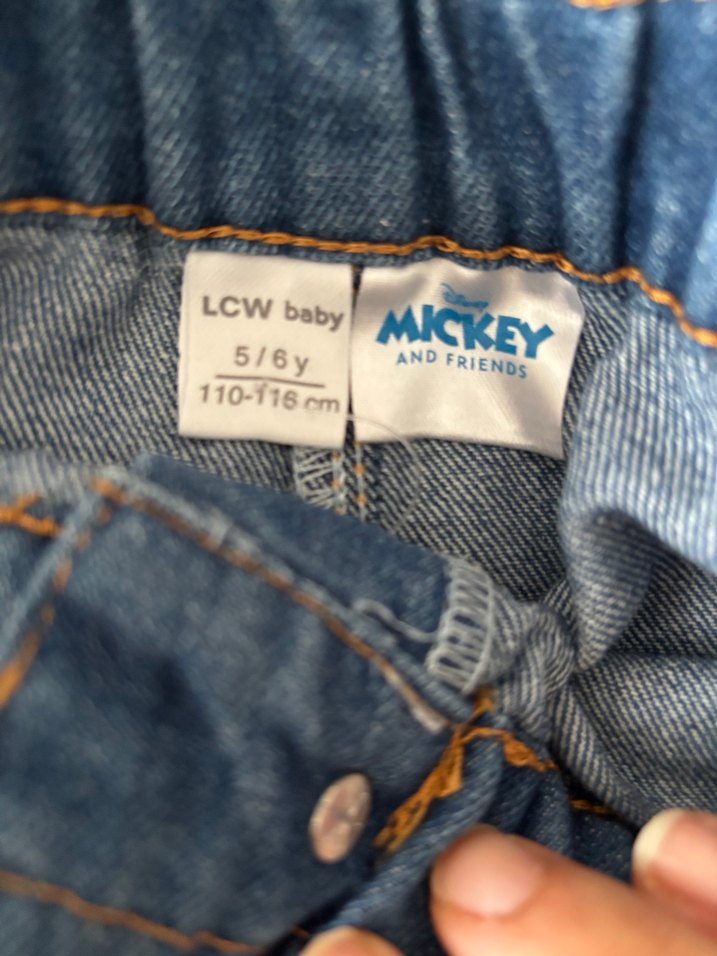 LCW baby
5/6 y
110-116 cm
Disney
MICKEY
AND FRIENDS